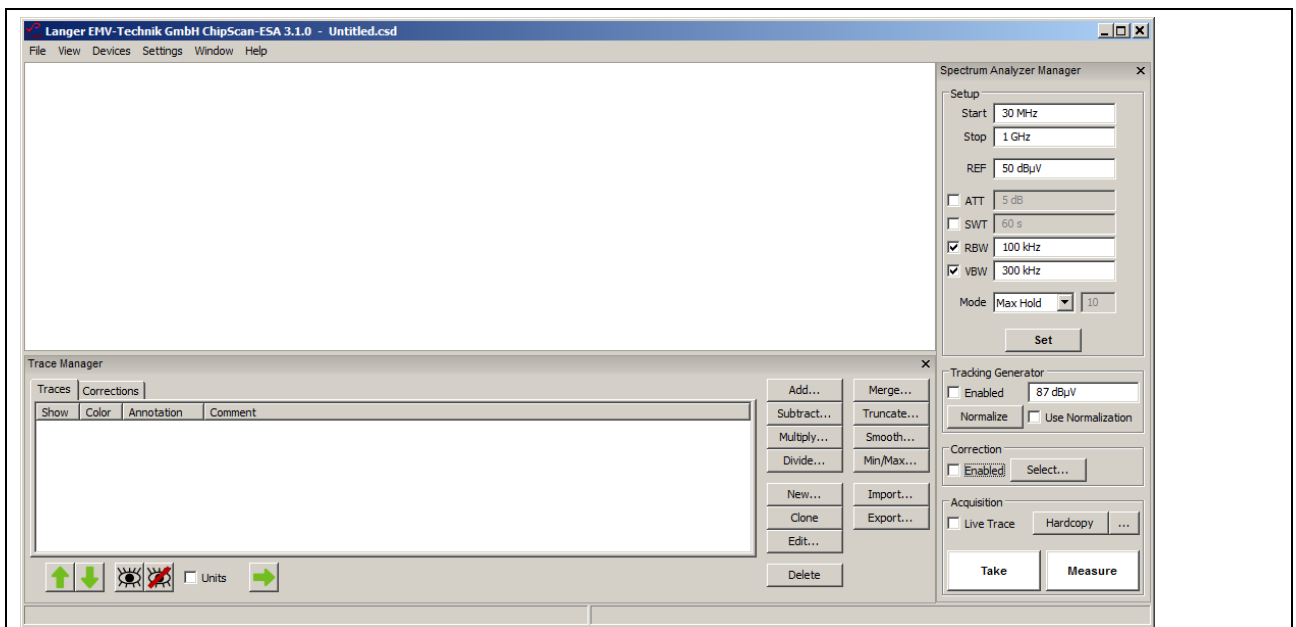 Langer EMV-Technik GmbH ChipScan-ESA 3.1.0 - Untitled.csd
File View Devices Settings Window Help
Spectrum Analyzer Manager
Setup
Start 30 MHz
Stop 1 GHz
REF 50 dBµV
ATT 5 dB
SWT 60 s
RBW 100 kHz
VBW 300 kHz
Mode Max Hold 10
Set
Tracking Generator
Enabled 87 dBµV
Normalize Use Normalization
Correction
Enabled Select...
Acquisition
Live Trace Hardcopy ...
Take Measure
Trace Manager
Traces Corrections
Show Color Annotation Comment
Add... Merge...
Subtract... Truncate...
Multiply... Smooth...
Divide... Min/Max...
New... Import...
Clone Export...
Edit...
Units
Delete